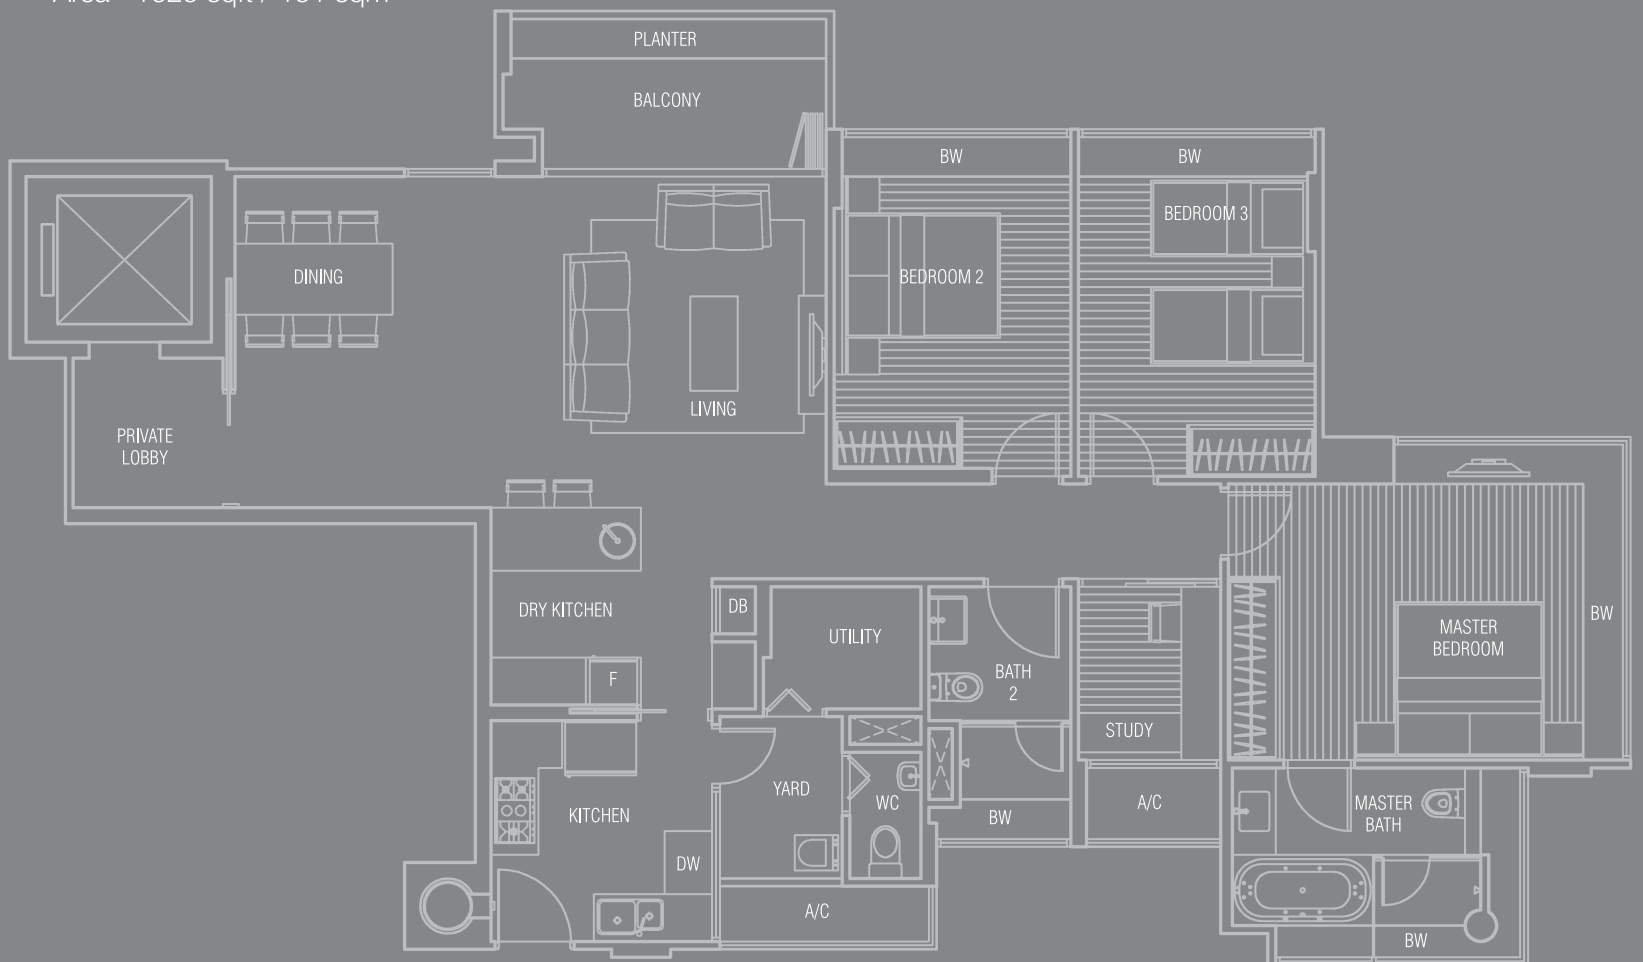 PLANTER
BALCONY
BW
BW
BEDROOM 3
DINING
BEDROOM 2
LIVING
PRIVATE
LOBBY
DRY KITCHEN
DB
UTILITY
BW
MASTER
BEDROOM
BATH
2
F
STUDY
YARD
WC
A/C
MASTER
BATH
KITCHEN
BW
DW
A/C
BW